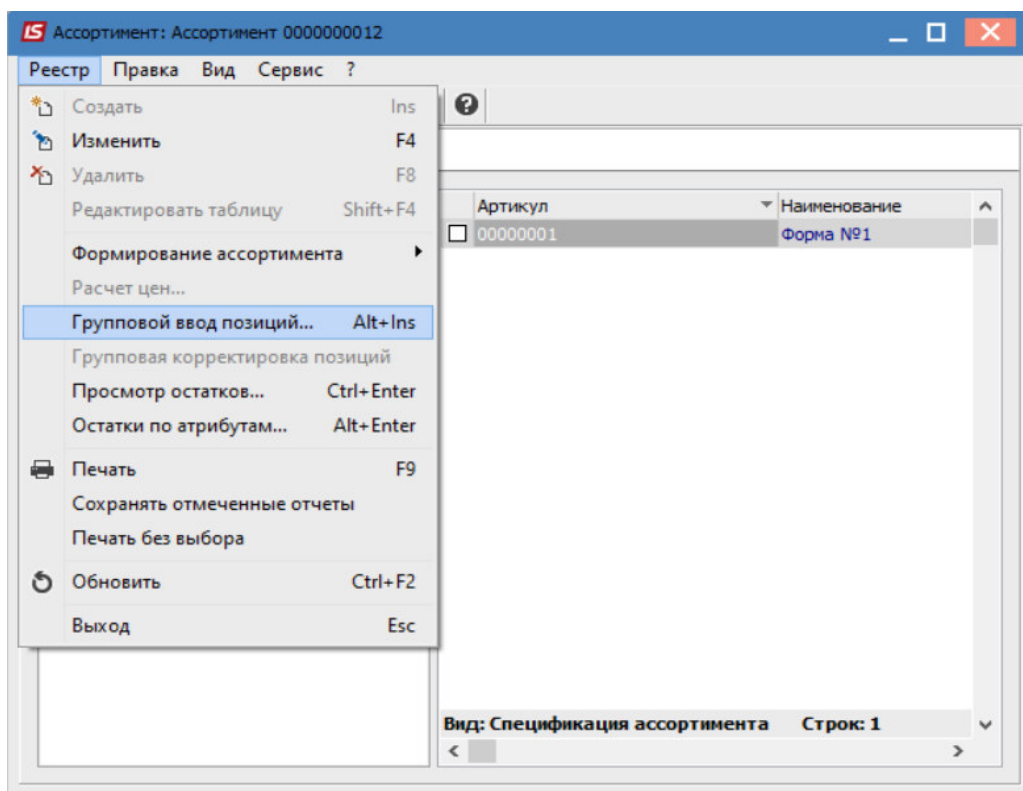 Ассортимент: Ассортимент 0000000012
Реестр Правка Вид Сервис ?
Создать Ins
Изменить F4
Удалить F8
Редактировать таблицу Shift+F4
Формирование ассортимента
Расчет цен...
Групповой ввод позиций... Alt+Ins
Групповая корректировка позиций
Просмотр остатков... Ctrl+Enter
Остатки по атрибутам... Alt+Enter
Печать F9
Сохранять отмеченные отчеты
Печать без выбора
Обновить Ctrl+F2
Выход Esc
Артикул Наименование
00000001 Форма №1
Вид: Спецификация ассортимента Строк: 1